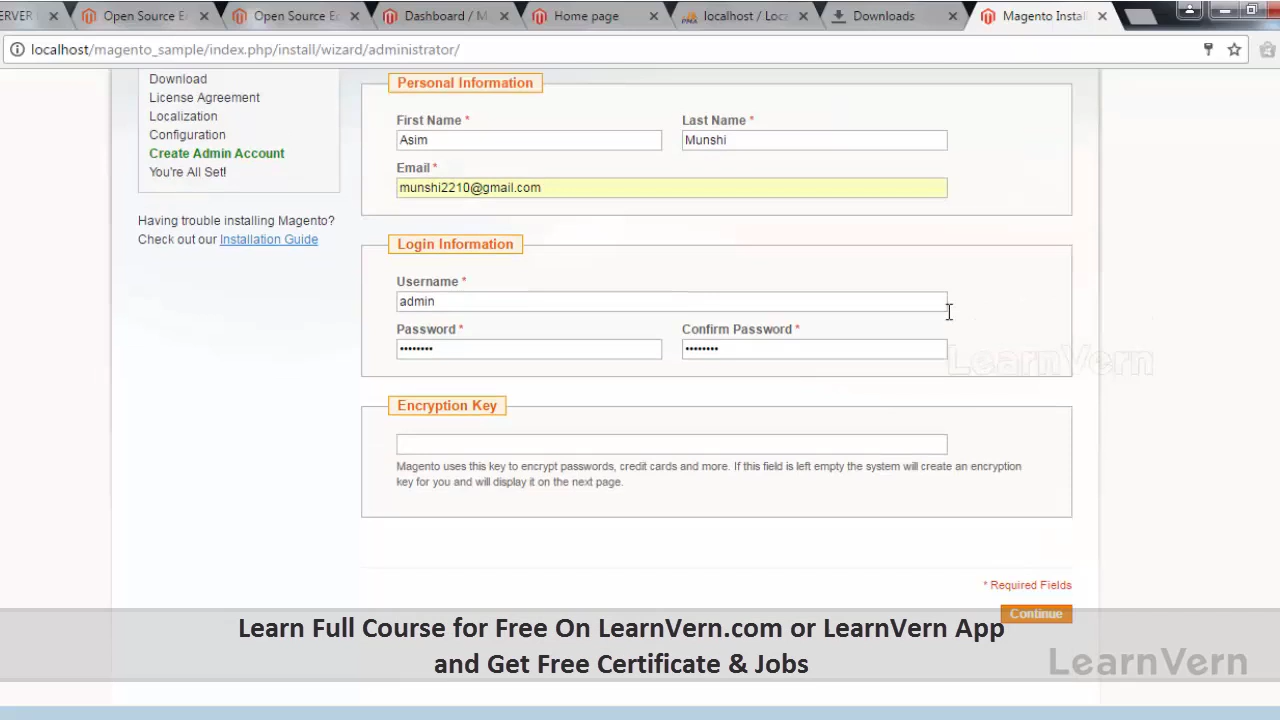 SERVER
Open Source E
Open Source E
Dashboard / M
Home page
localhost / Loca
Downloads
Magento Install
localhost/magento_sample/index.php/install/wizard/administrator/
Download
License Agreement
Localization
Configuration
Create Admin Account
You're All Set!
Having trouble installing Magento?
Check out our Installation Guide
Personal Information
First Name * Last Name *
Asim Munshi
Email *
munshi2210@gmail.com
Login Information
Username *
admin
Password * Confirm Password *
•••••••• ••••••••
LearnVern
Encryption Key
Magento uses this key to encrypt passwords, credit cards and more. If this field is left empty the system will create an encryption
key for you and will display it on the next page.
* Required Fields
Continue
Learn Full Course for Free On LearnVern.com or LearnVern App
and Get Free Certificate & Jobs
LearnVern